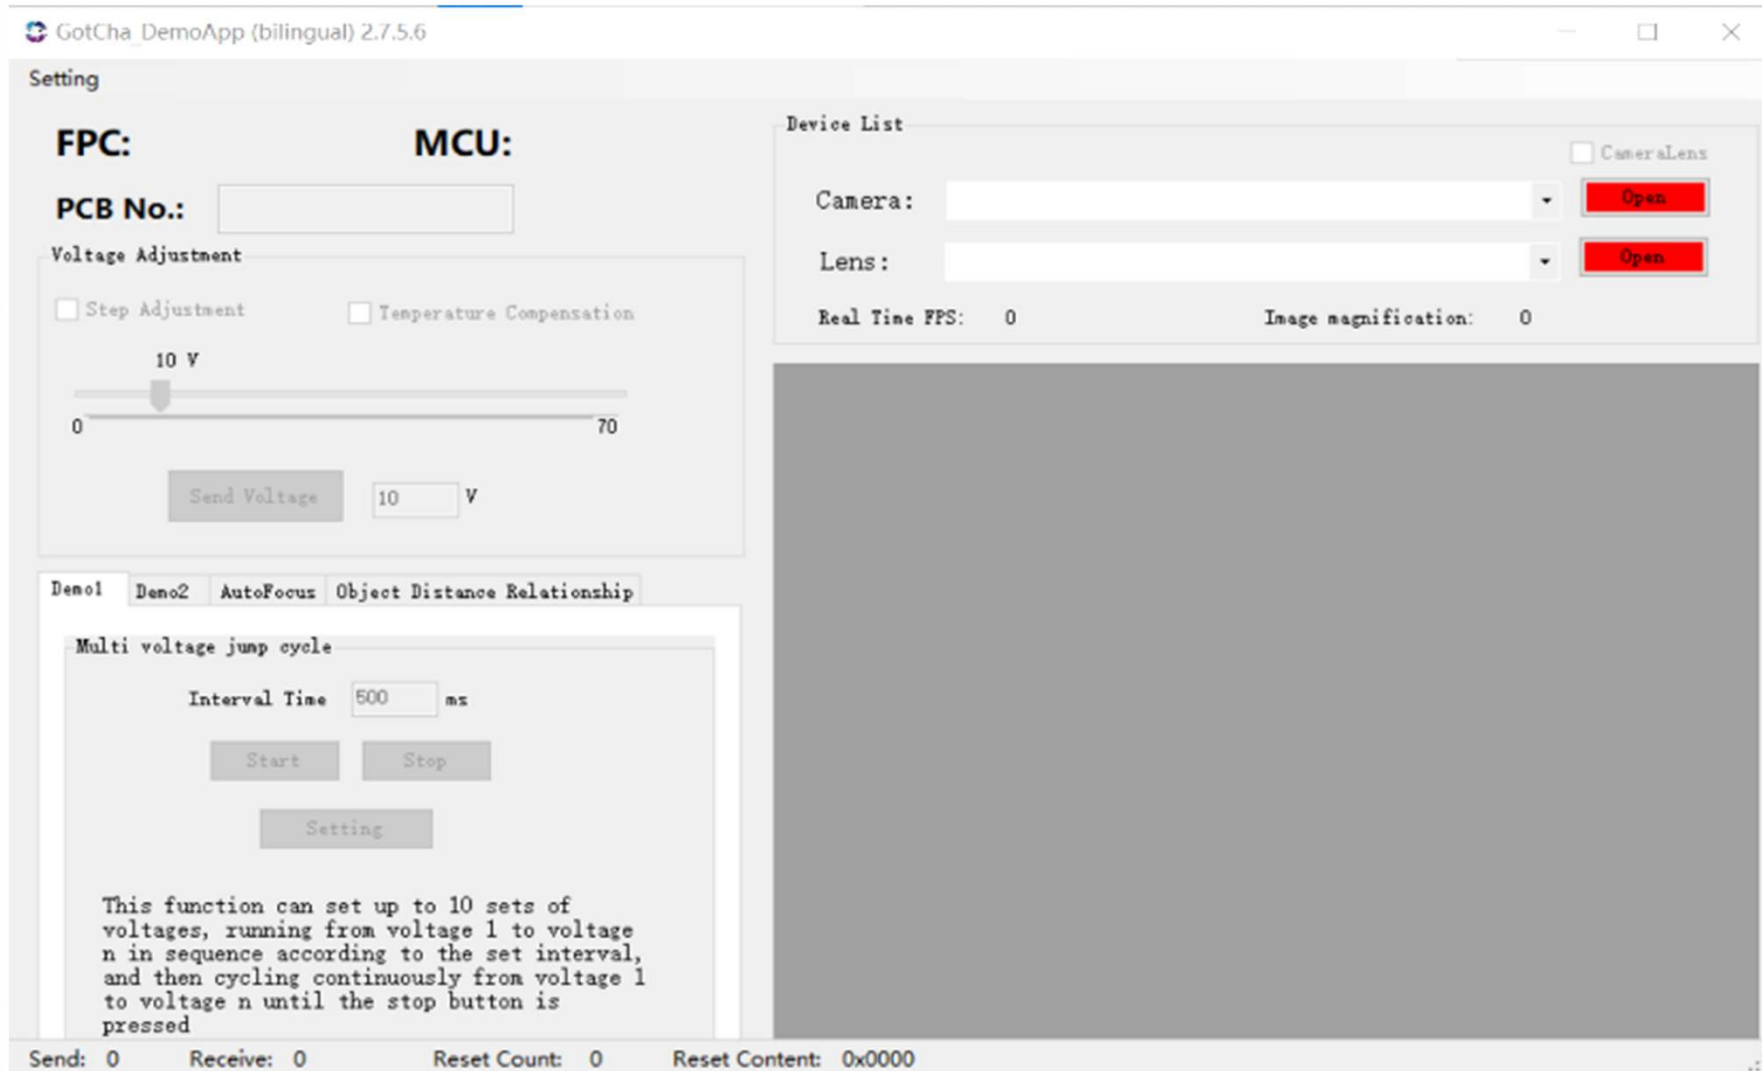 GotCha_DemoApp (bilingual) 2.7.5.6
Setting
FPC:
MCU:
PCB No.:
Voltage Adjustment
Step Adjustment
Temperature Compensation
10 V
0
70
Send Voltage
10
V
Demo1
Demo2
AutoFocus
Object Distance Relationship
Multi voltage jump cycle
Interval Time 500 ms
Start
Stop
Setting
This function can set up to 10 sets of
voltages, running from voltage 1 to voltage
n in sequence according to the set interval,
and then cycling continuously from voltage 1
to voltage n until the stop button is
pressed
Device List
CameraLens
Camera:
Open
Lens:
Open
Real Time FPS: 0
Image magnification: 0
Send: 0
Receive: 0
Reset Count: 0
Reset Content: 0x0000